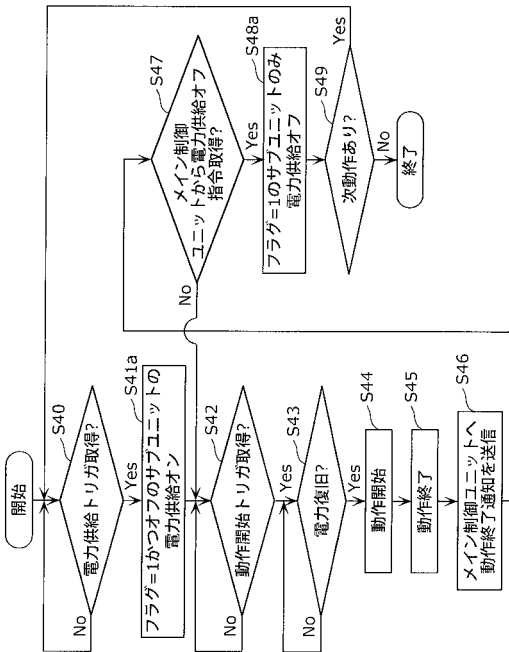 開始
S40
電力供給トリガ取得?
No
Yes
S41a
フラグ=1かつオフのサブユニットの
電力供給オン
S42
動作開始トリガ取得?
No
Yes
S43
電力復旧?
No
Yes
S44
動作開始
S45
動作終了
S46
メイン制御ユニットへ
動作終了通知を送信
S47
メイン制御
ユニットから電力供給オフ
指令取得?
No
Yes
S48a
フラグ=1のサブユニットのみ
電力供給オフ
S49
次動作あり?
Yes
No
終了